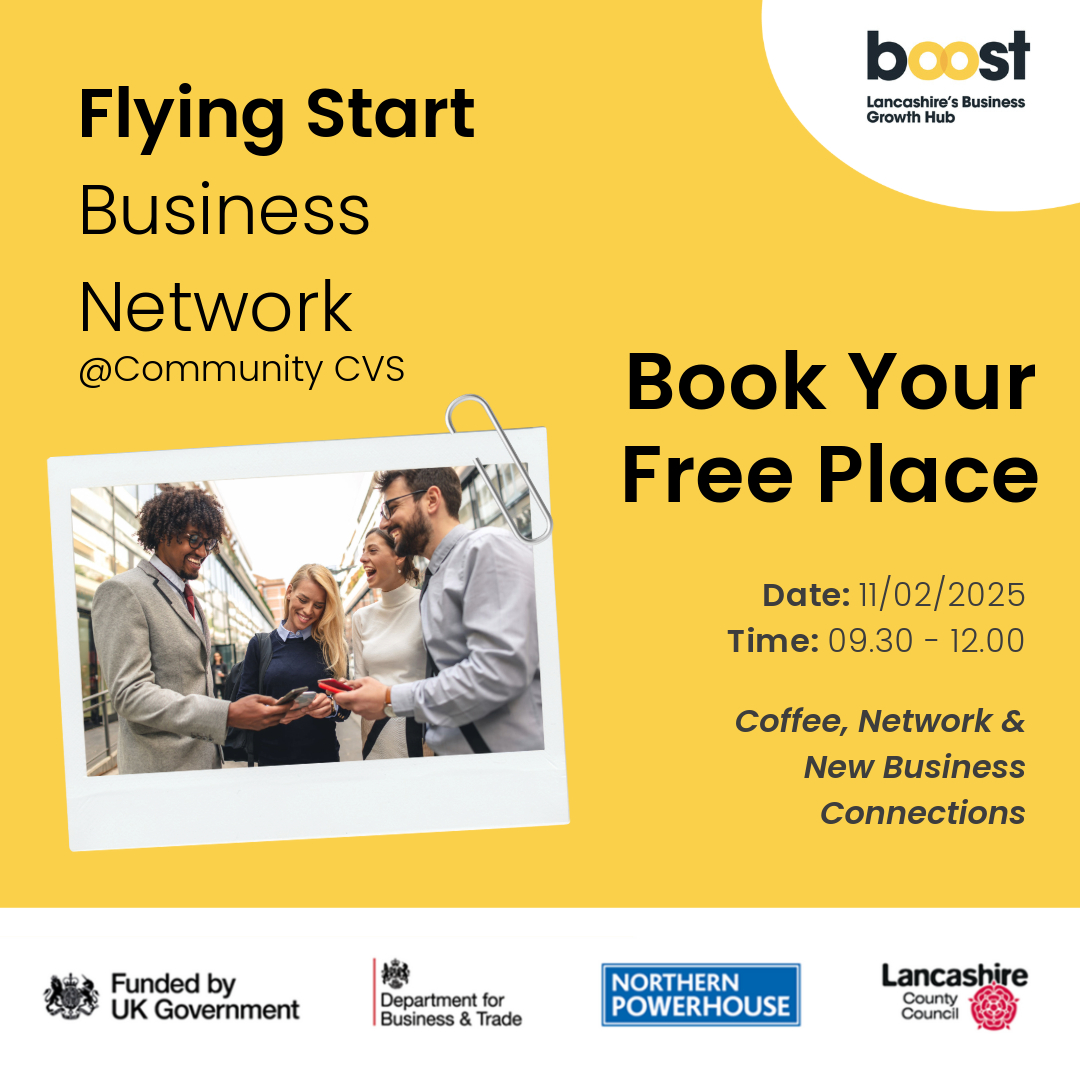 boost
Lancashire's Business
Growth Hub
Flying Start
Business
Network
@Community CVS
Book Your
Free Place
Date: 11/02/2025
Time: 09.30 - 12.00
Coffee, Network &
New Business
Connections
Funded by
UK Government
Department for
Business & Trade
NORTHERN
POWERHOUSE
Lancashire
County
Council